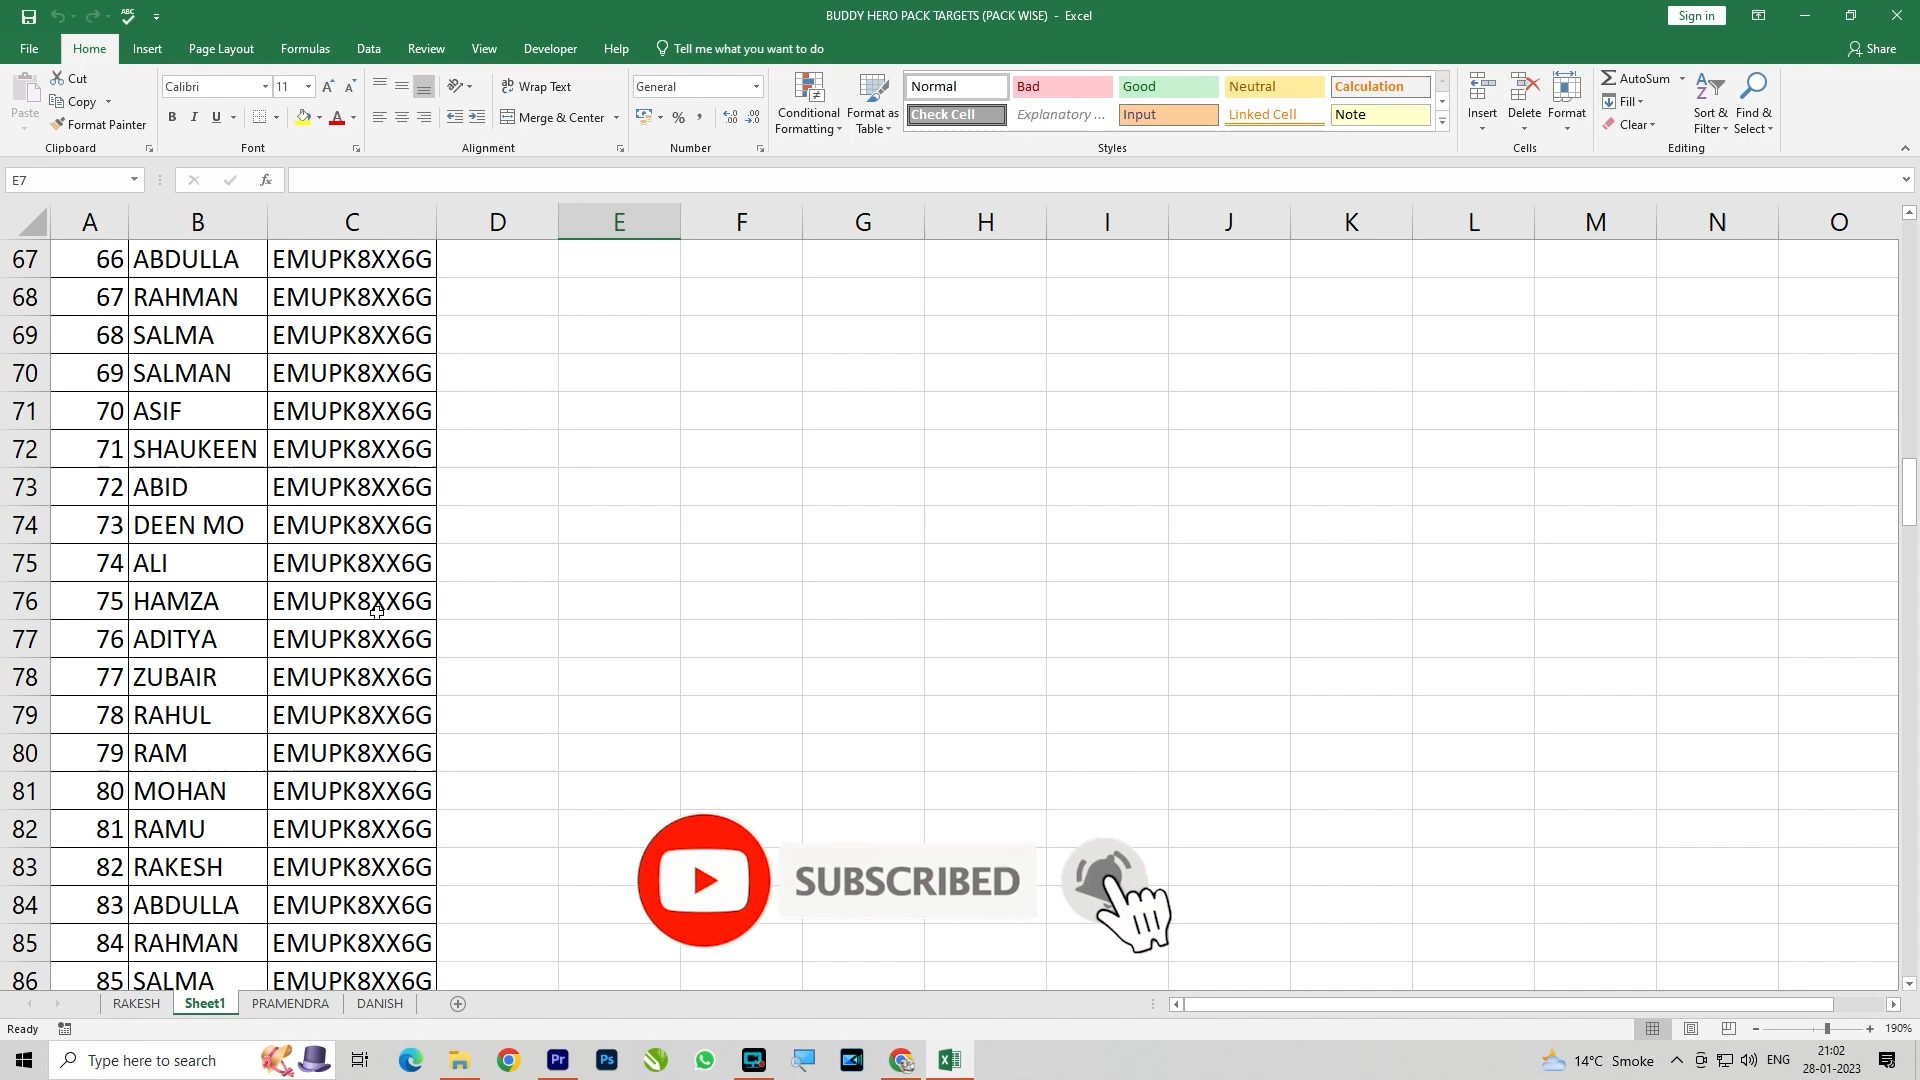 BUDDY HERO PACK TARGETS (PACK WISE) - Excel
Sign in
File Home Insert Page Layout Formulas Data Review View Developer Help Tell me what you want to do Share
Paste Cut Copy Format Painter Clipboard
Calibri 11 B I U Font
Wrap Text Merge & Center Alignment
General % Number
Conditional Formatting Format as Table
Normal Bad Good Neutral Calculation
Check Cell Explanatory ... Input Linked Cell Note
Styles
Insert Delete Format Cells
AutoSum Fill Clear Sort & Filter Find & Select Editing
E7 fx
A B C D E F G H I J K L M N O
67 66 ABDULLA EMUPK8XX6G
68 67 RAHMAN EMUPK8XX6G
69 68 SALMA EMUPK8XX6G
70 69 SALMAN EMUPK8XX6G
71 70 ASIF EMUPK8XX6G
72 71 SHAUKEEN EMUPK8XX6G
73 72 ABID EMUPK8XX6G
74 73 DEEN MO EMUPK8XX6G
75 74 ALI EMUPK8XX6G
76 75 HAMZA EMUPK8XX6G
77 76 ADITYA EMUPK8XX6G
78 77 ZUBAIR EMUPK8XX6G
79 78 RAHUL EMUPK8XX6G
80 79 RAM EMUPK8XX6G
81 80 MOHAN EMUPK8XX6G
82 81 RAMU EMUPK8XX6G
83 82 RAKESH EMUPK8XX6G
84 83 ABDULLA EMUPK8XX6G
85 84 RAHMAN EMUPK8XX6G
86 85 SALMA EMUPK8XX6G
SUBSCRIBED
RAKESH Sheet1 PRAMENDRA DANISH
Ready 190%
Type here to search Pr Ps 14°C Smoke ENG 21:02
28-01-2023